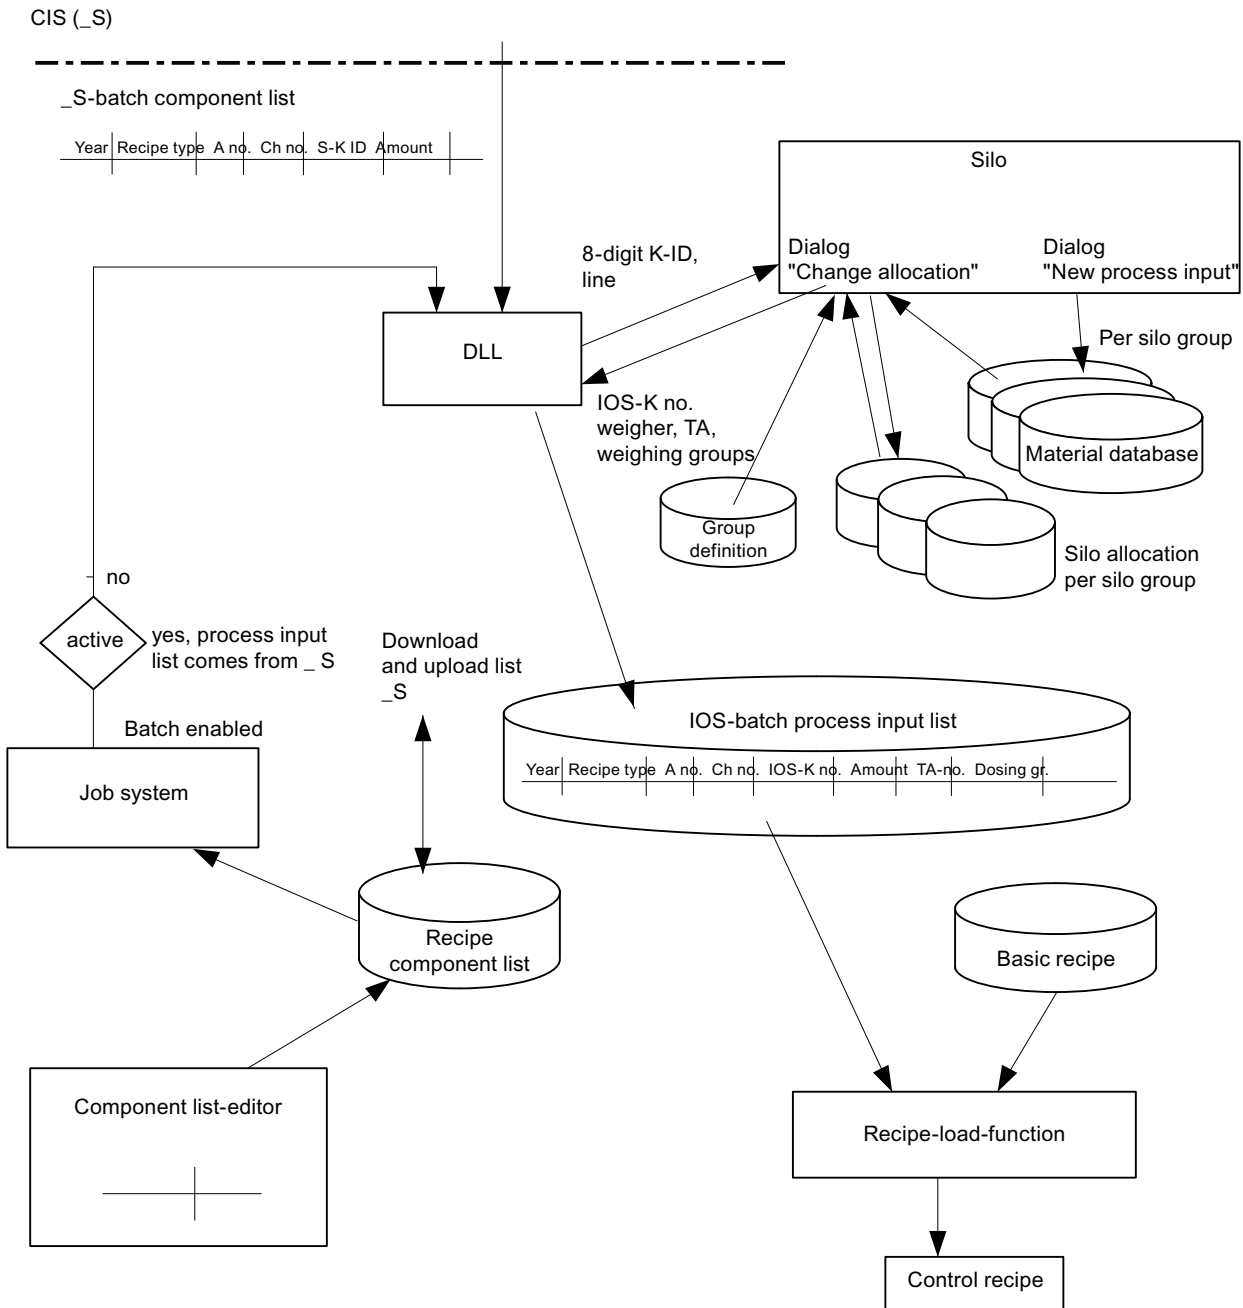 CIS (_S)
_S-batch component list
Year Recipe type A no. Ch no. S-K ID Amount
Silo
Dialog
"Change allocation"
Dialog
"New process input"
8-digit K-ID,
line
DLL
Per silo group
IOS-K no.
weigher, TA,
weighing groups
Material database
Group
definition
Silo allocation
per silo group
no
active
yes, process input
list comes from _ S
Download
and upload list
_S
Batch enabled
Job system
IOS-batch process input list
Year Recipe type A no. Ch no. IOS-K no. Amount TA-no. Dosing gr.
Recipe
component list
Basic recipe
Component list-editor
Recipe-load-function
Control recipe